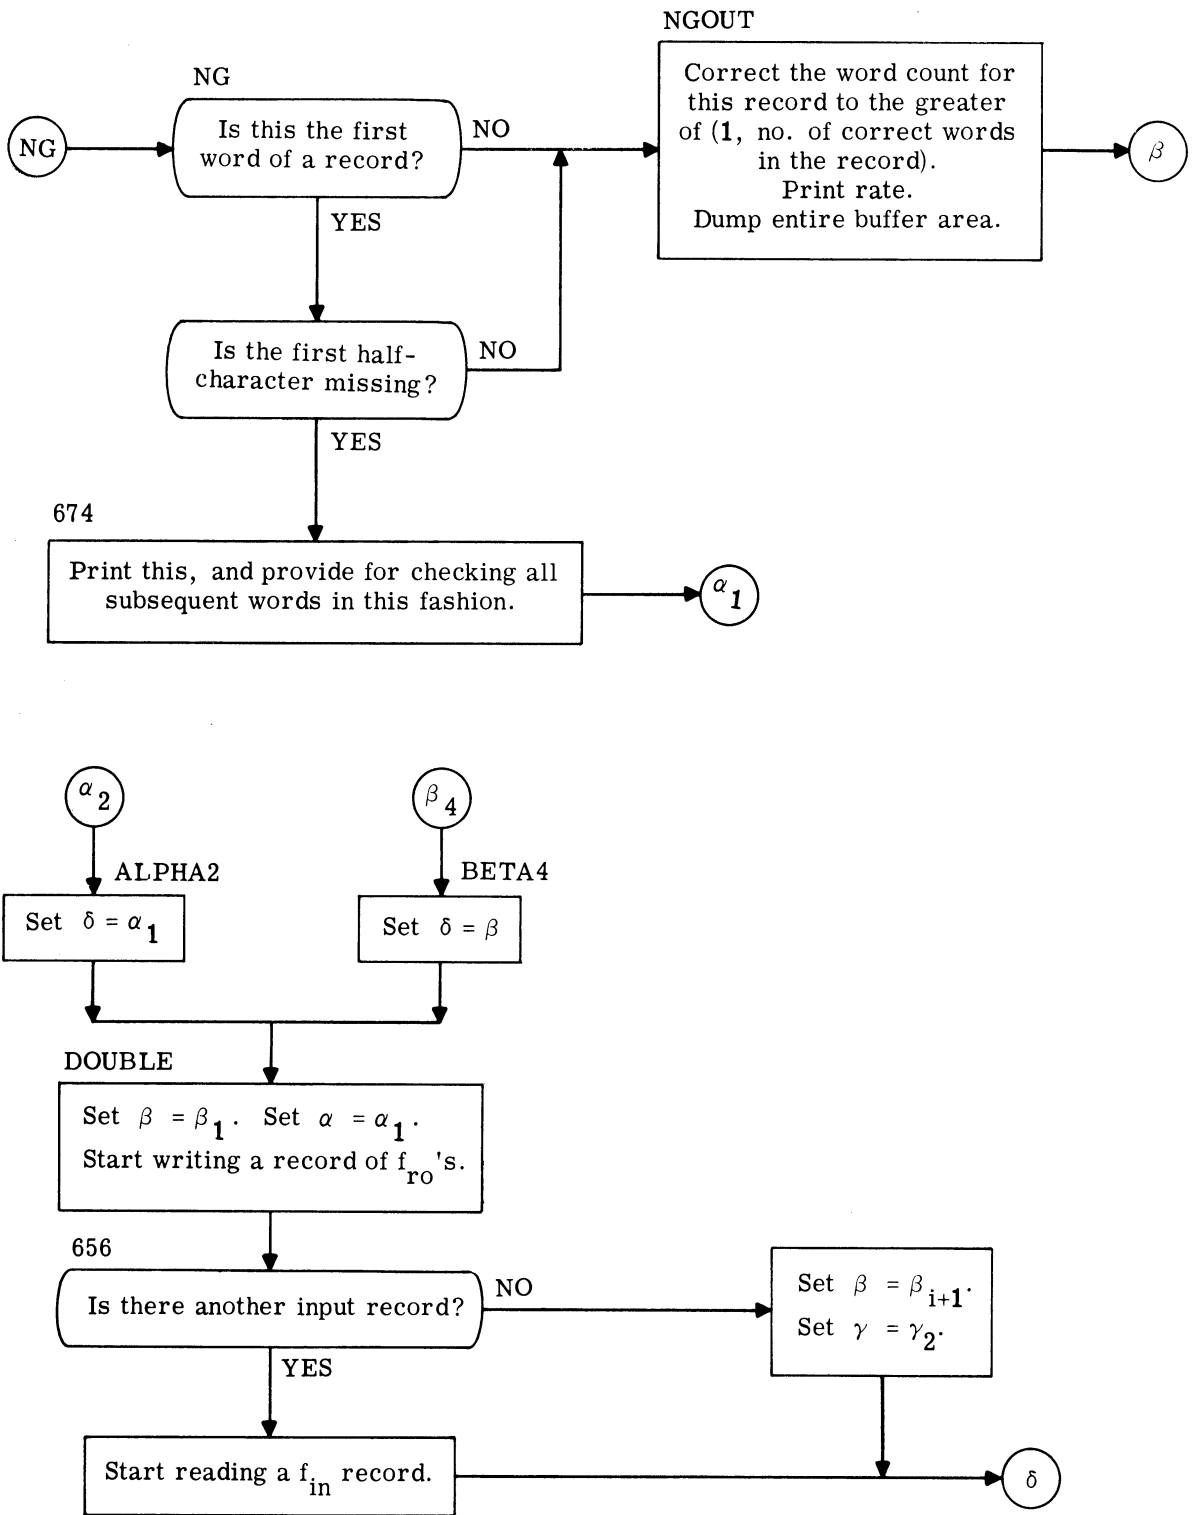 NGOUT
NG
NG
Is this the first
word of a record?
NO
Correct the word count for
this record to the greater
of (1, no. of correct words
in the record).
Print rate.
Dump entire buffer area.
β
YES
Is the first half-
character missing?
NO
YES
674
Print this, and provide for checking all
subsequent words in this fashion.
α1
α2
β4
ALPHA2
BETA4
Set δ = α1
Set δ = β
DOUBLE
Set β = β1. Set α = α1.
Start writing a record of fro's.
656
Is there another input record?
NO
Set β = βi+1.
Set γ = γ2.
YES
Start reading a fin record.
δ